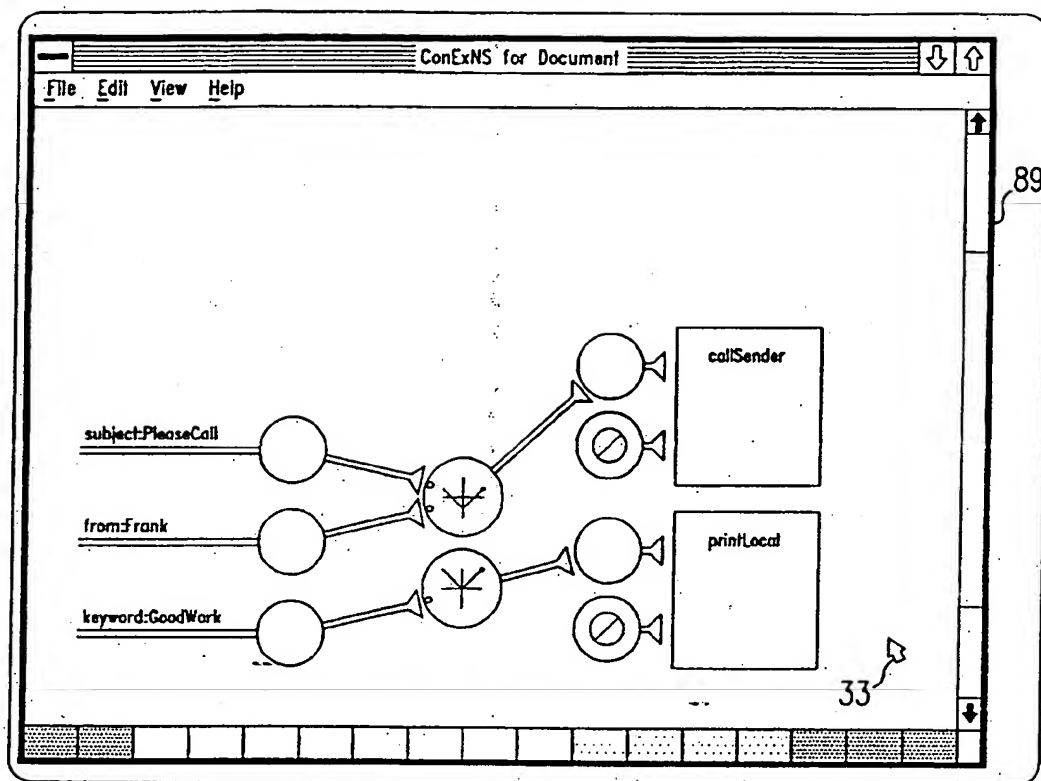 ConExNS for Document
File Edit View Help
89
callSender
subject:PleaseCall
from:Frank
printLocal
keyword:GoodWork
33